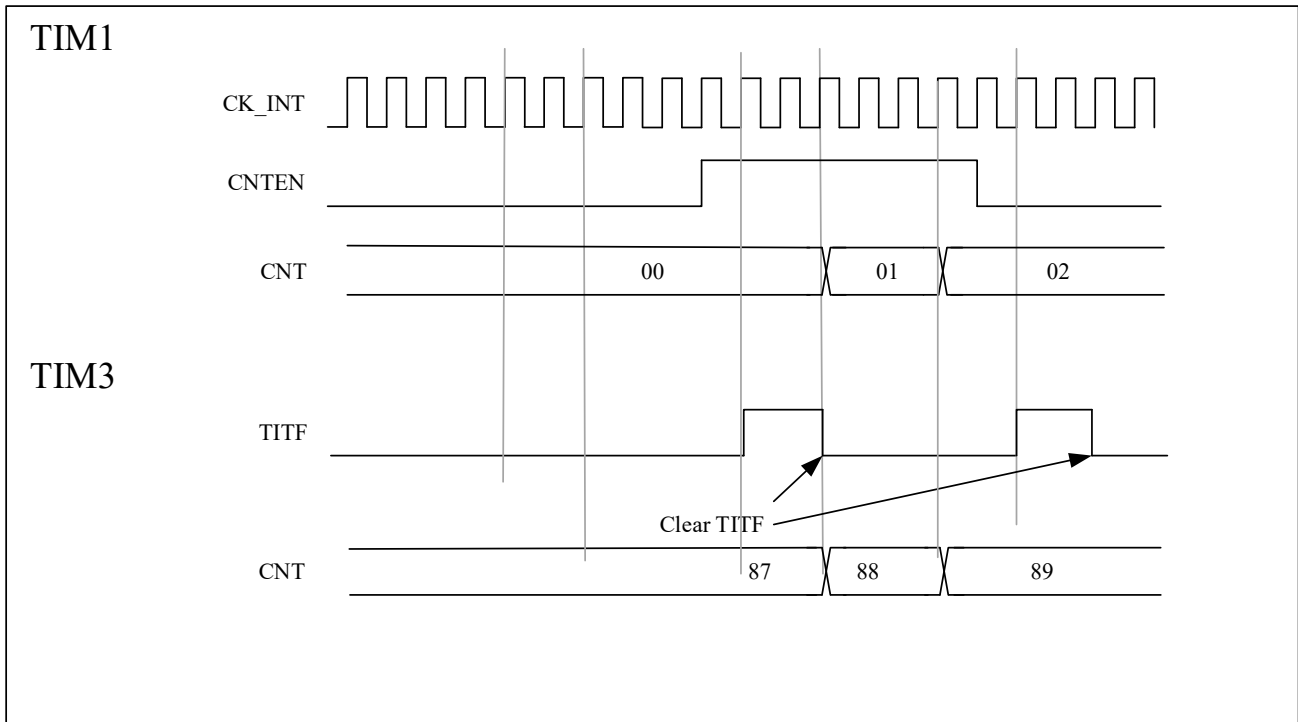 TIM1
CK_INT
CNTEN
CNT 00 01 02
TIM3
TITF
Clear TITF
CNT 87 88 89